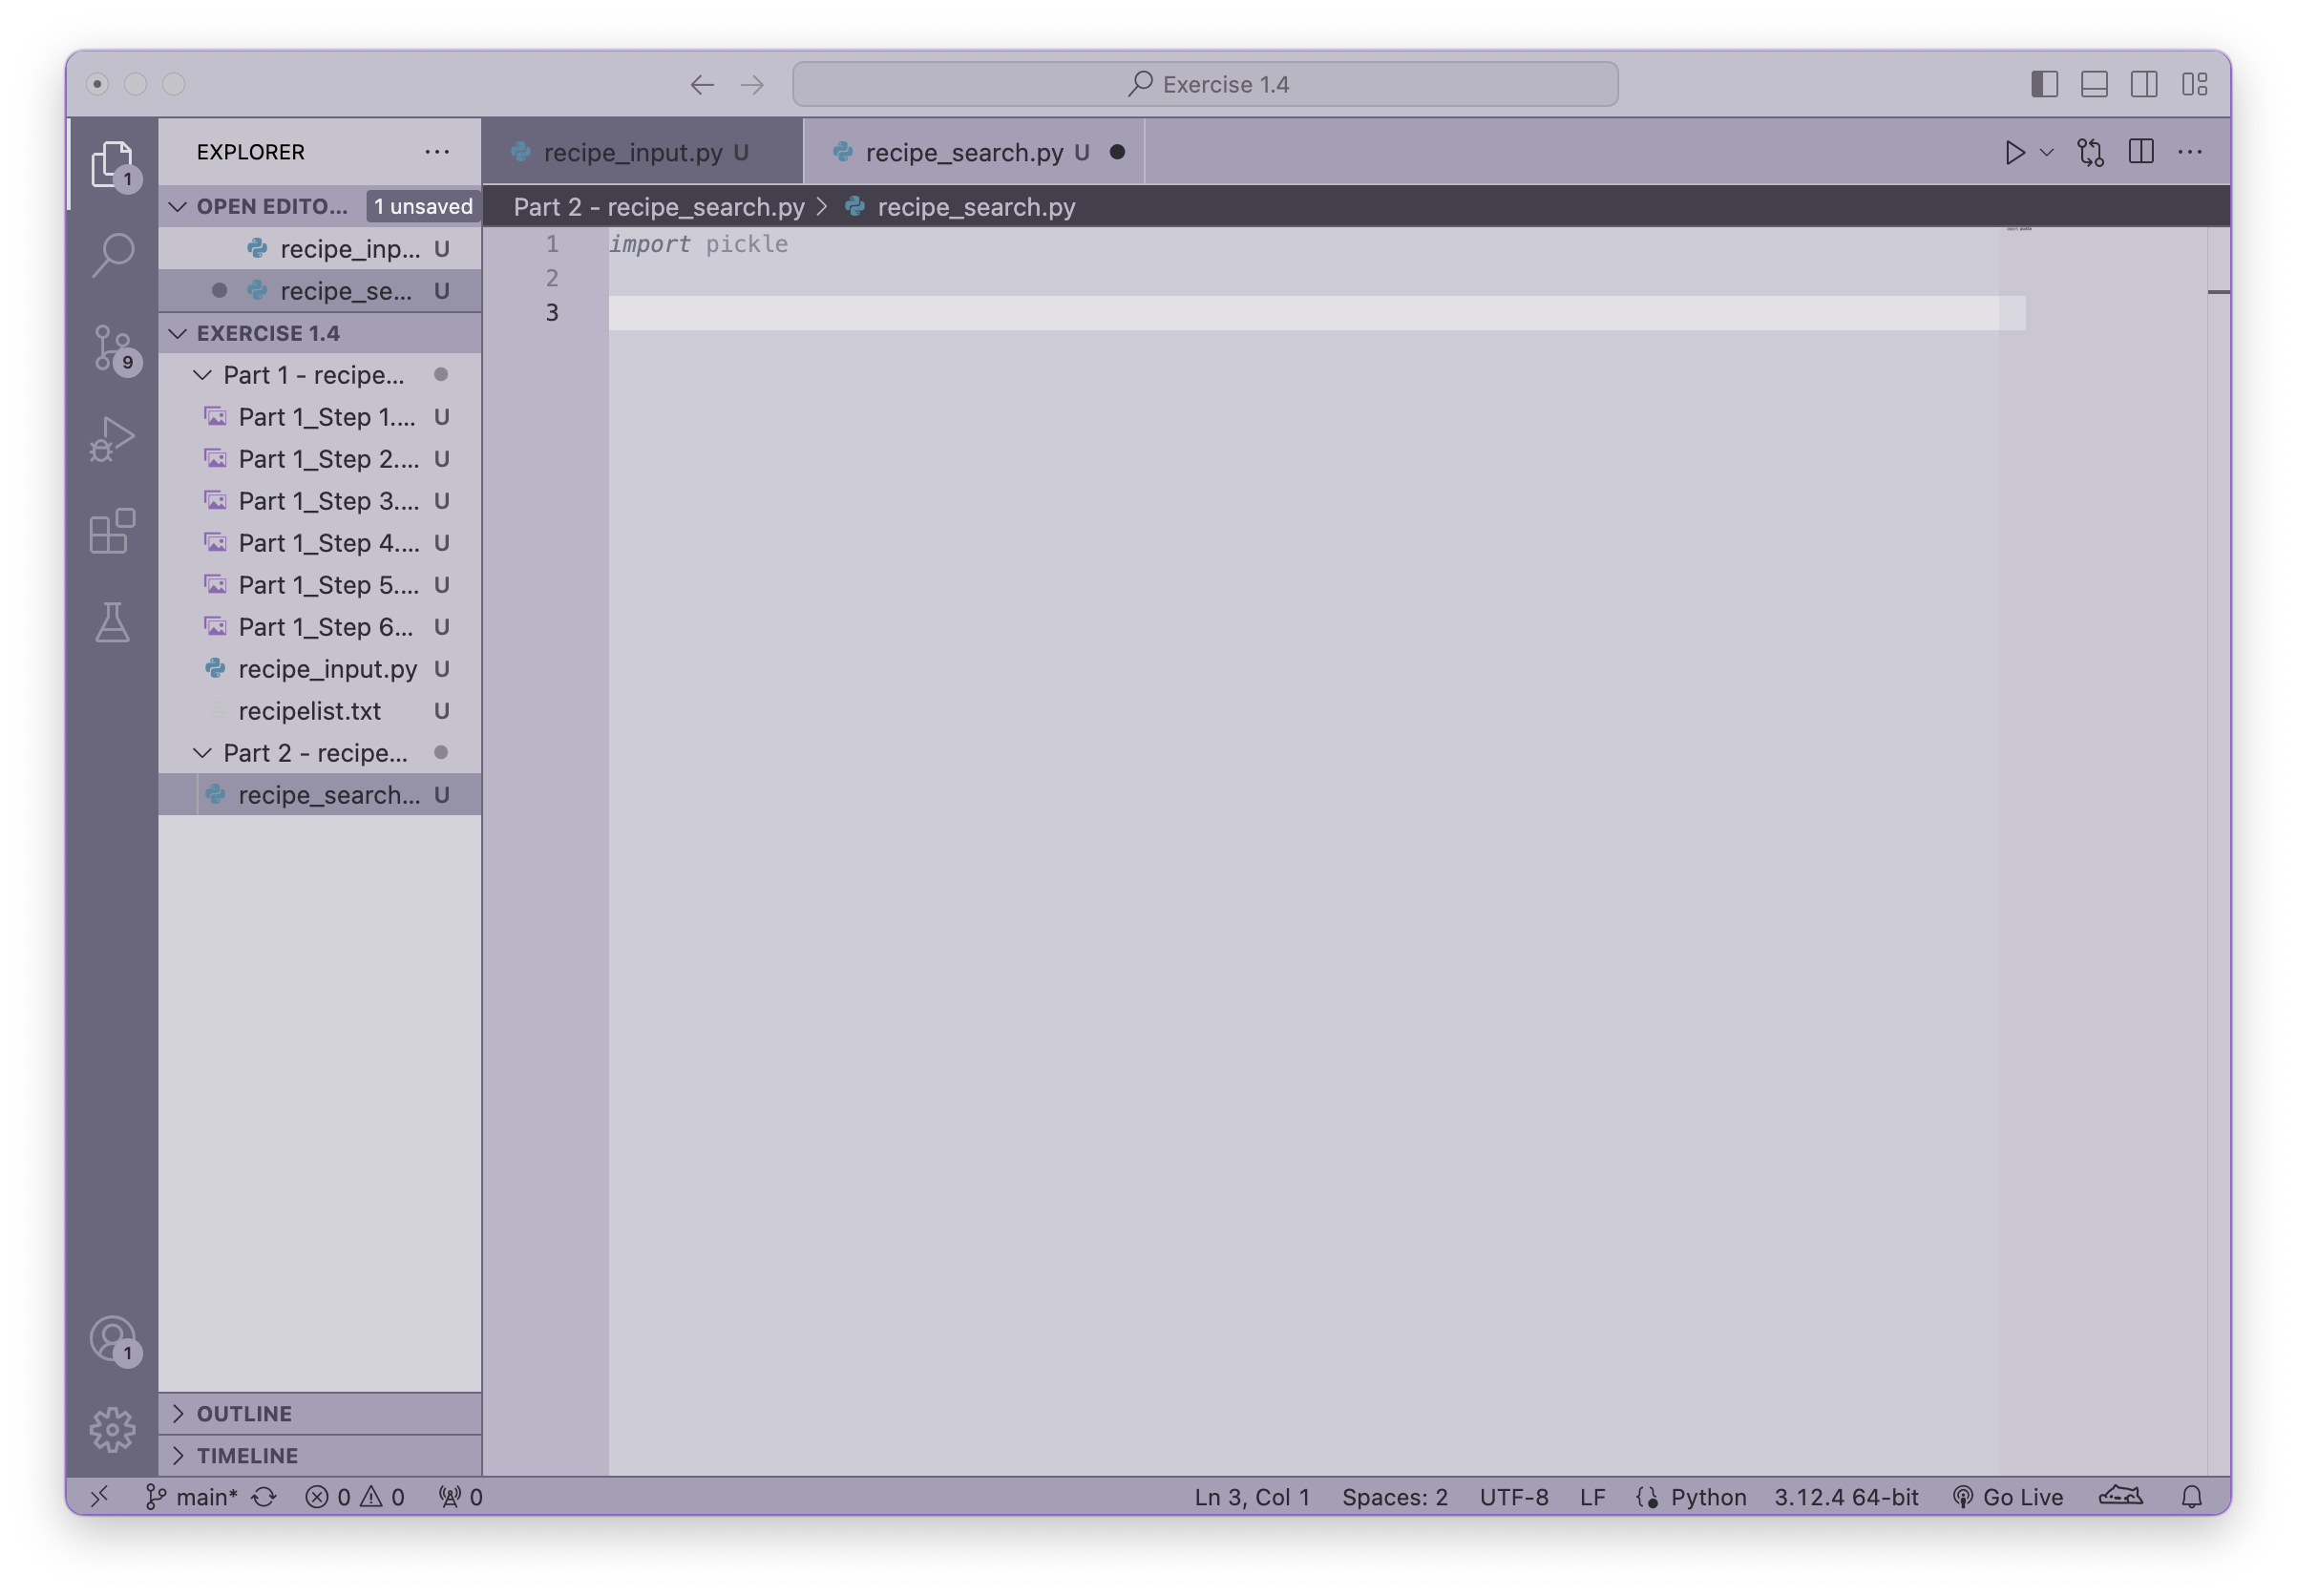 Exercise 1.4
EXPLORER
recipe_input.py U
recipe_search.py U
1
OPEN EDITO... 1 unsaved
Part 2 - recipe_search.py > recipe_search.py
recipe_inp... U
recipe_se... U
EXERCISE 1.4
9
Part 1 - recipe...
Part 1_Step 1.... U
Part 1_Step 2.... U
Part 1_Step 3.... U
Part 1_Step 4.... U
Part 1_Step 5.... U
Part 1_Step 6... U
recipe_input.py U
recipelist.txt U
Part 2 - recipe...
recipe_search... U
1 import pickle
2
3
1
OUTLINE
TIMELINE
main* 0 0 0 Ln 3, Col 1 Spaces: 2 UTF-8 LF {} Python 3.12.4 64-bit Go Live